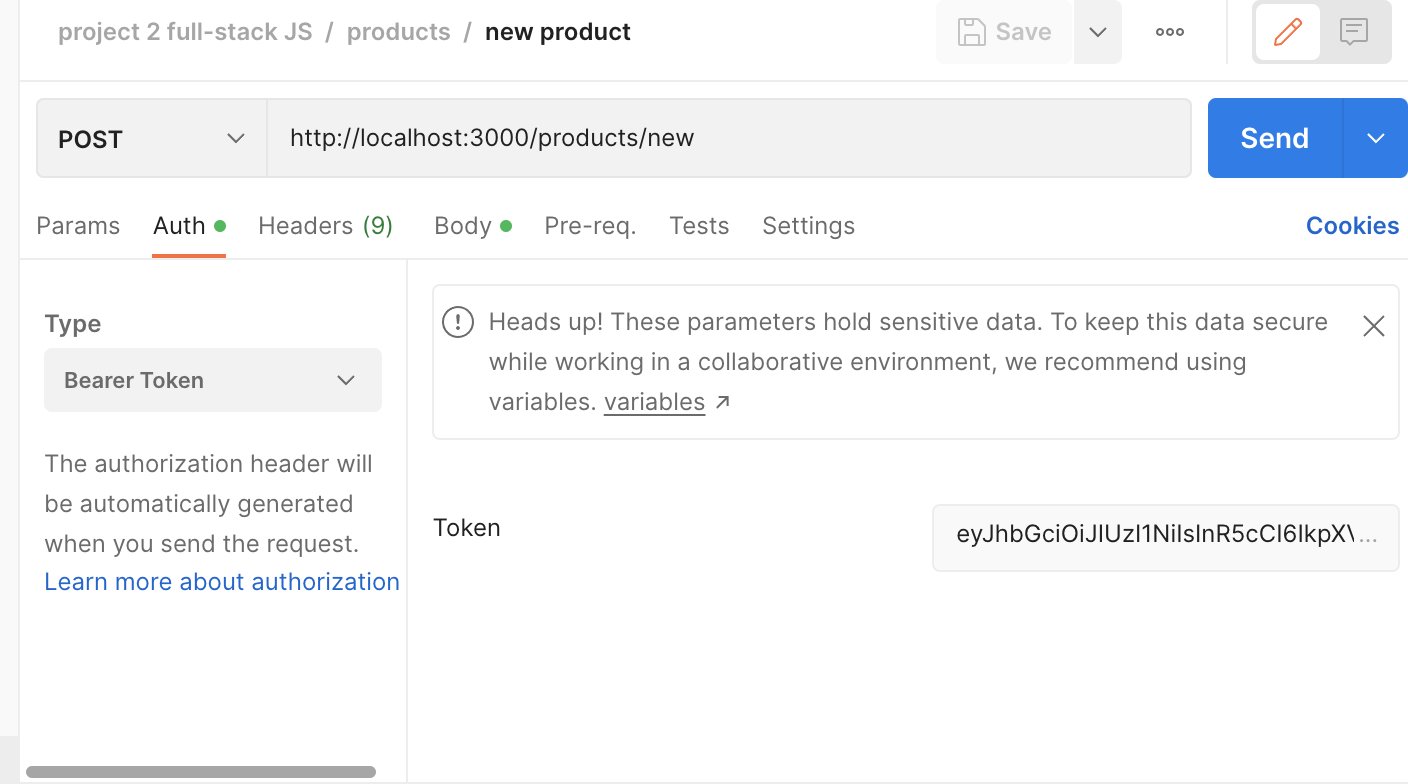 project 2 full-stack JS / products / new product
Save
POST
http://localhost:3000/products/new
Send
Params
Auth
Headers (9)
Body
Pre-req.
Tests
Settings
Cookies
Type
Bearer Token
The authorization header will
be automatically generated
when you send the request.
Learn more about authorization
Heads up! These parameters hold sensitive data. To keep this data secure
while working in a collaborative environment, we recommend using
variables. variables
Token
eyJhbGciOiJIUzI1NiIsInR5cCI6IkpX\...